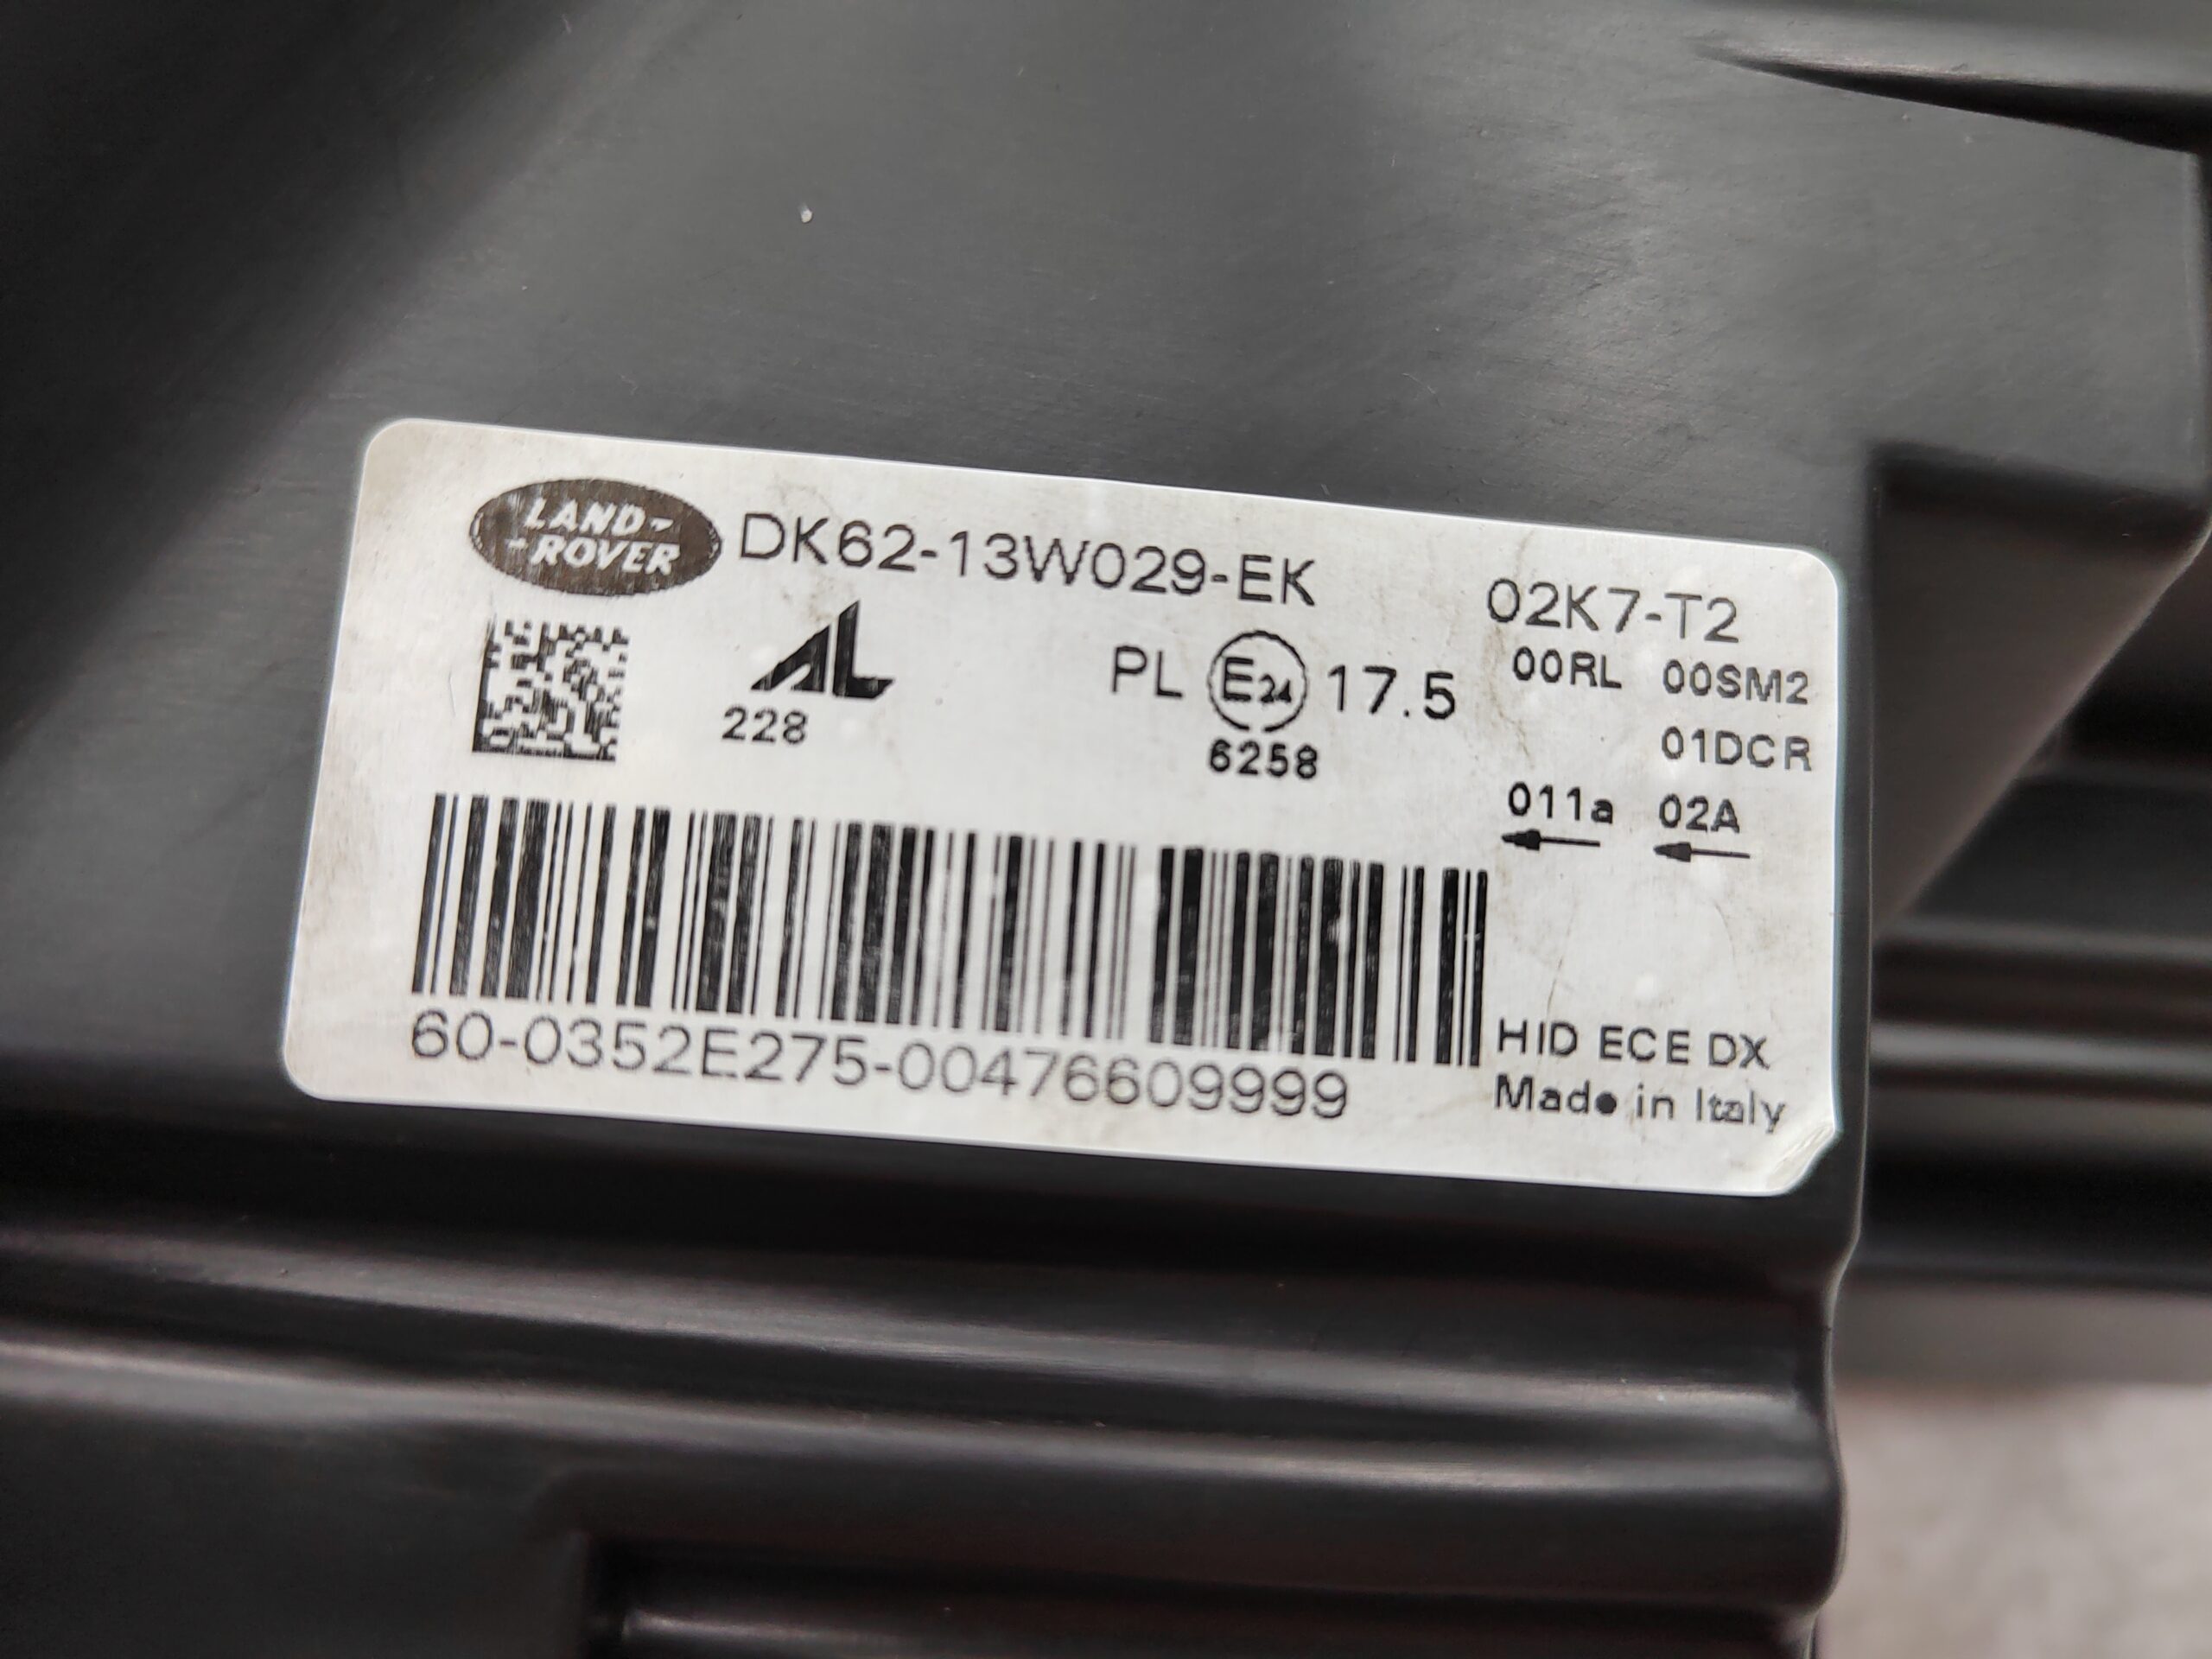 LAND-
-ROVER
DK62-13W029-EK
02K7-T2
AL
228
PL E24 17.5
6258
00RL 00SM2
01DCR
011a 02A
60-0352E275-00476609999
HID ECE DX
Made in Italy